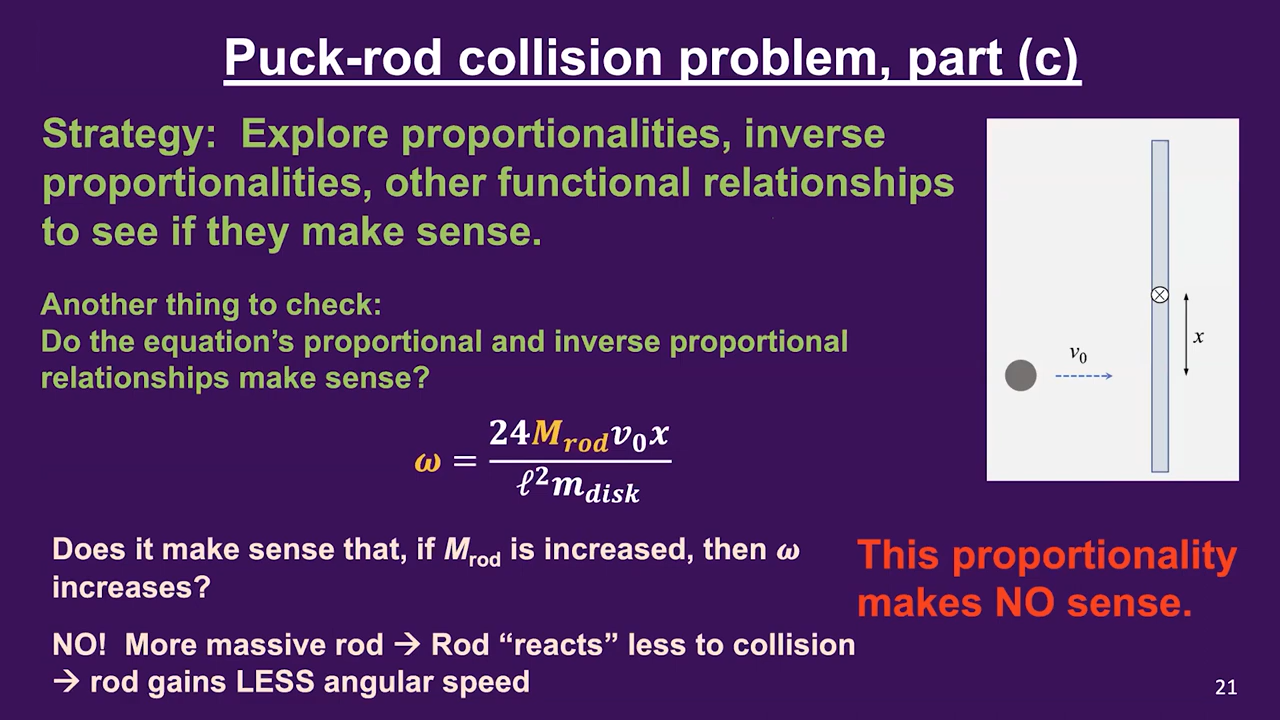 Puck-rod collision problem, part (c)
Strategy: Explore proportionalities, inverse
proportionalities, other functional relationships
to see if they make sense.
Another thing to check:
Do the equation's proportional and inverse proportional
relationships make sense?
ω = 24M_rod v₀x / ℓ²m_disk
v₀
x
Does it make sense that, if M_rod is increased, then ω
increases?
This proportionality
makes NO sense.
NO! More massive rod → Rod “reacts” less to collision
→ rod gains LESS angular speed
21